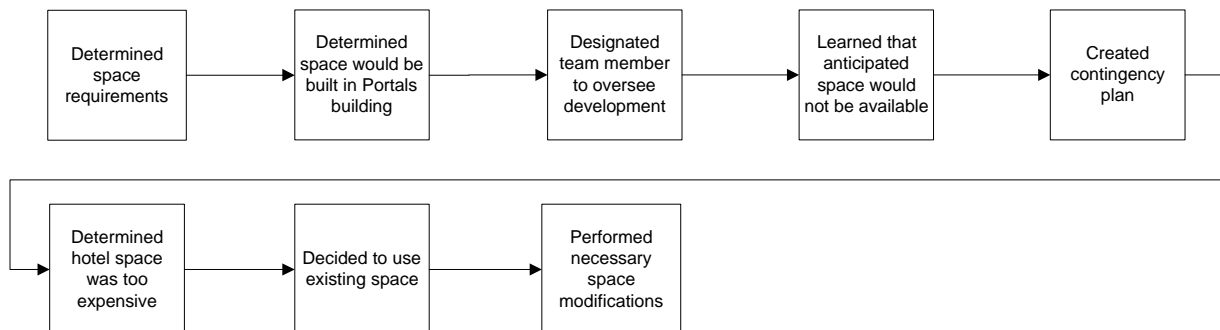 Determined
space
requirements
Determined
space would be
built in Portals
building
Designated
team member
to oversee
development
Learned that
anticipated
space would
not be available
Created
contingency
plan
Determined
hotel space
was too
expensive
Decided to use
existing space
Performed
necessary
space
modifications